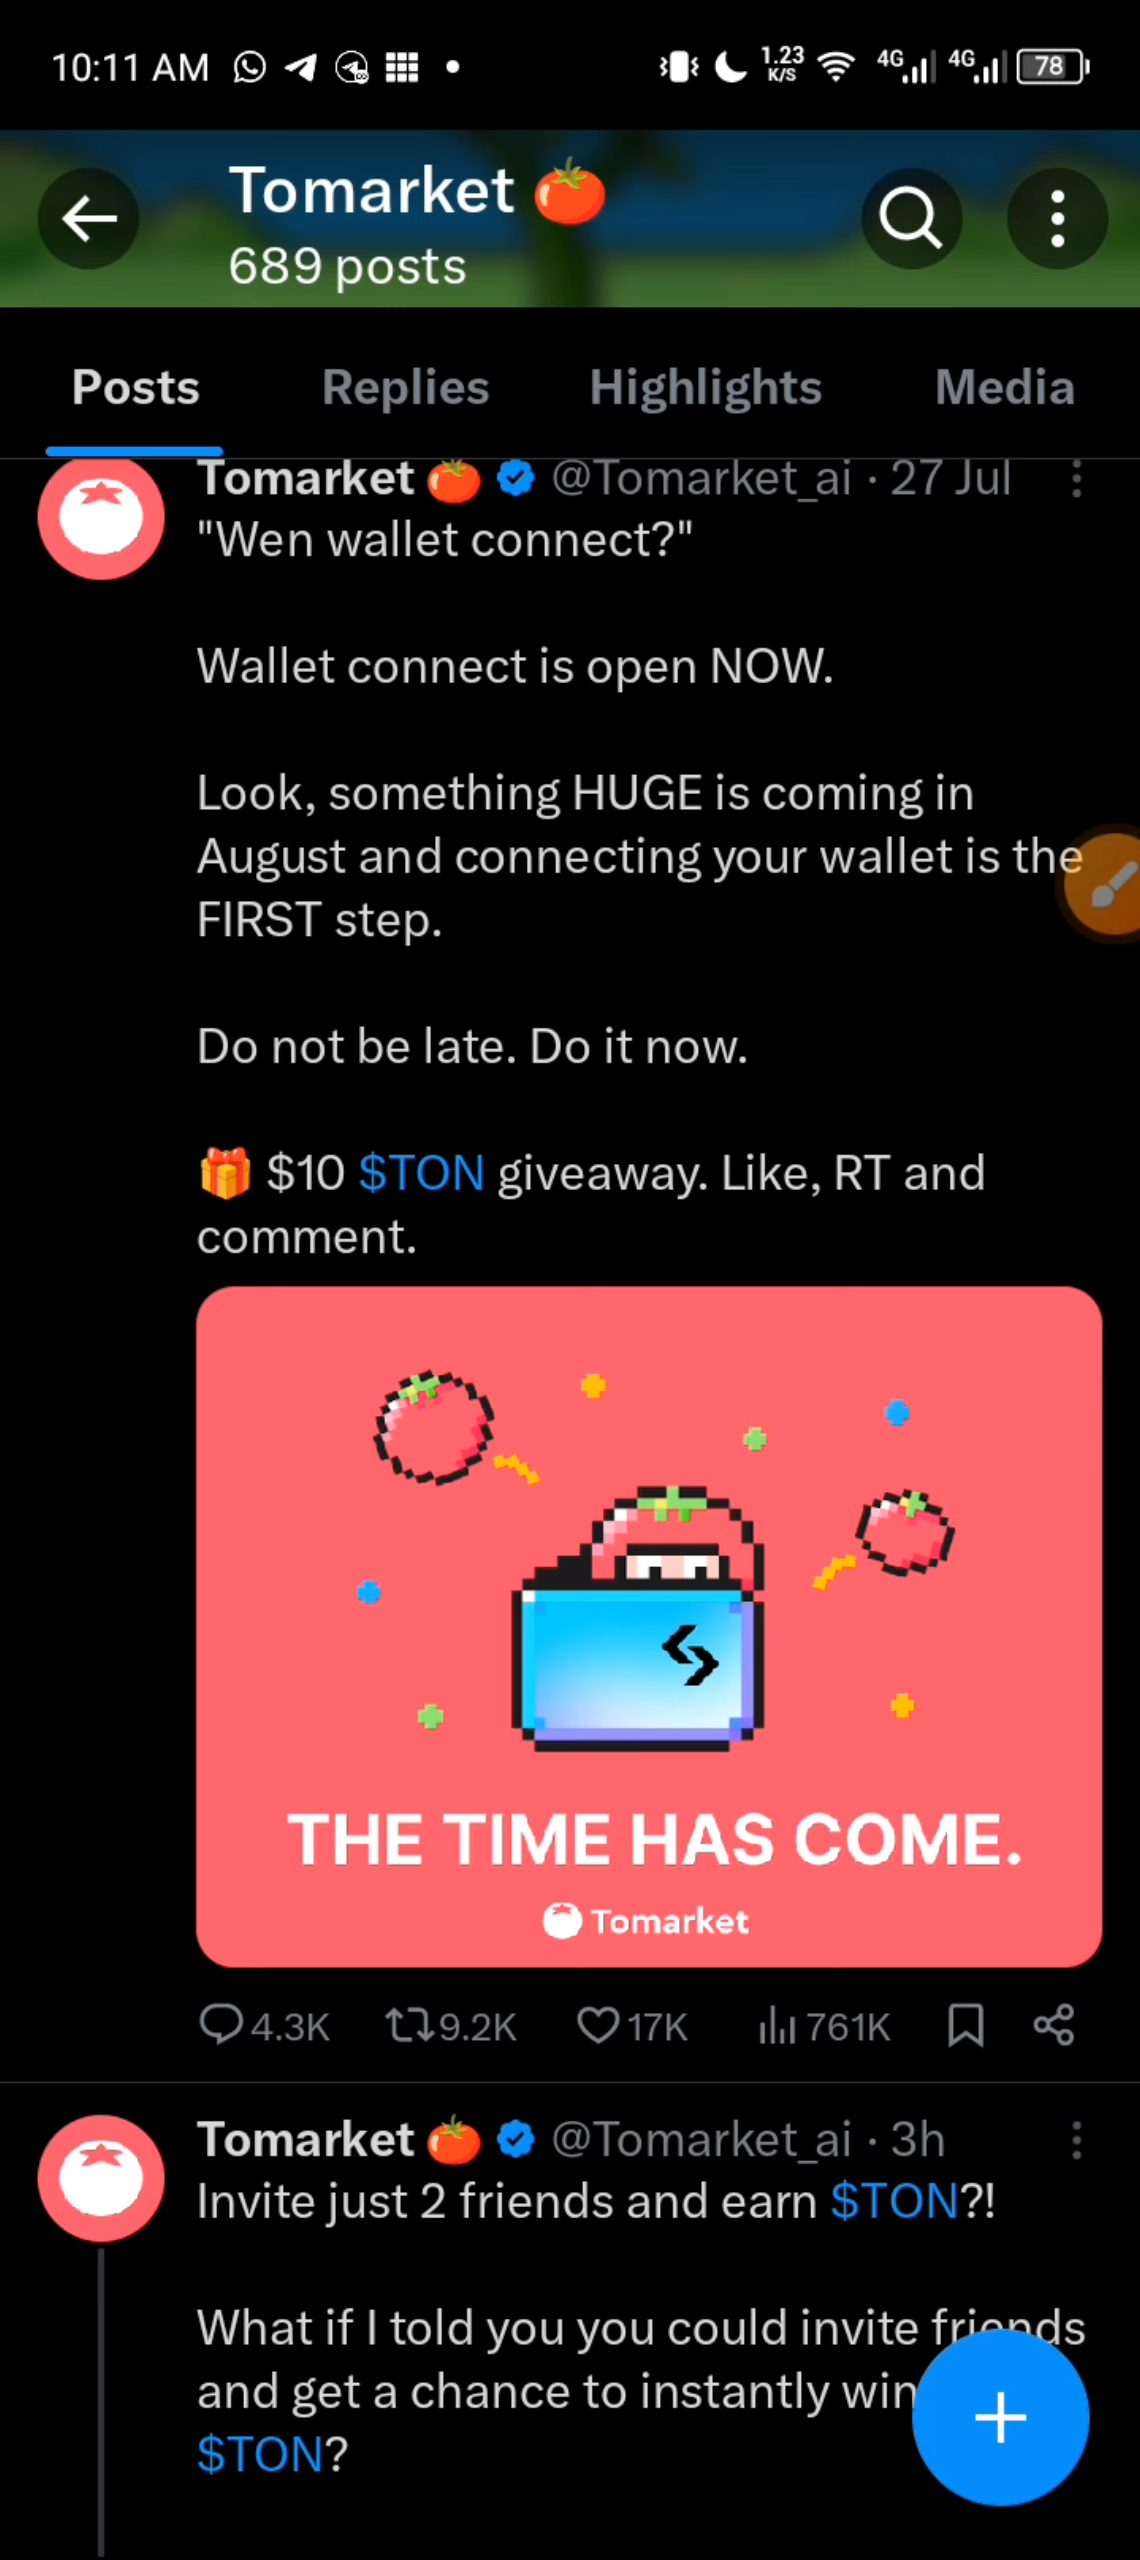 10:11 AM 1.23 K/S 4G 4G 78
Tomarket 🍅
689 posts
Posts Replies Highlights Media
Tomarket 🍅 @Tomarket_ai · 27 Jul
"Wen wallet connect?"
Wallet connect is open NOW.
Look, something HUGE is coming in
August and connecting your wallet is the
FIRST step.
Do not be late. Do it now.
🎁 $10 $TON giveaway. Like, RT and
comment.
THE TIME HAS COME.
Tomarket
4.3K 9.2K 17K 761K
Tomarket 🍅 @Tomarket_ai · 3h
Invite just 2 friends and earn $TON?!
What if I told you you could invite friends
and get a chance to instantly win
$TON?